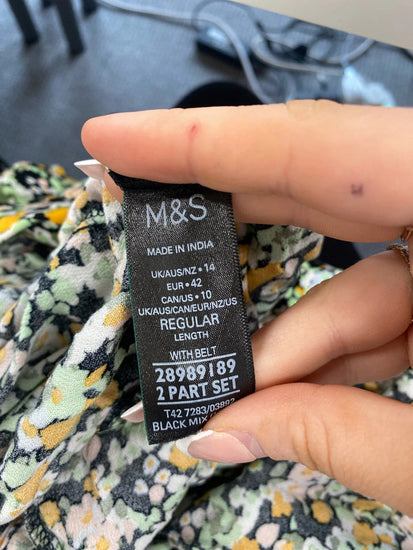 M&S
MADE IN INDIA
UK/AUS/NZ•14
EUR•42
CAN/US•10
UK/AUS/CAN/EUR/NZ/US
REGULAR
LENGTH
WITH BELT
28989189
2 PART SET
T42 7283/03893
BLACK MIX/